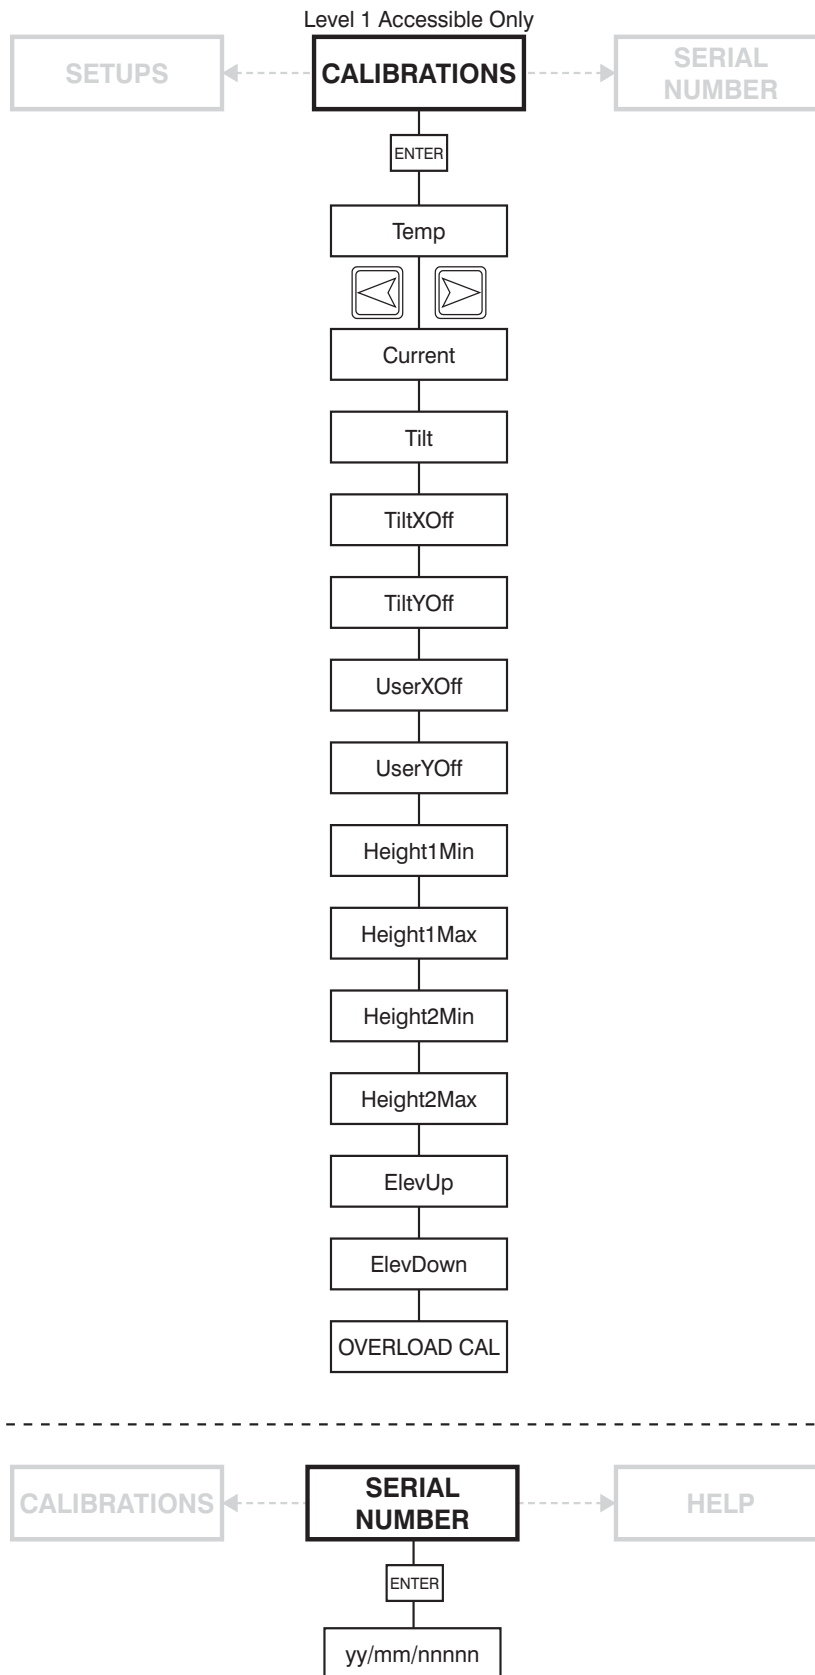 Level 1 Accessible Only
SETUPS
CALIBRATIONS
SERIAL
NUMBER
ENTER
Temp
Current
Tilt
TiltXOff
TiltYOff
UserXOff
UserYOff
Height1Min
Height1Max
Height2Min
Height2Max
ElevUp
ElevDown
OVERLOAD CAL
CALIBRATIONS
SERIAL
NUMBER
HELP
ENTER
yy/mm/nnnnn